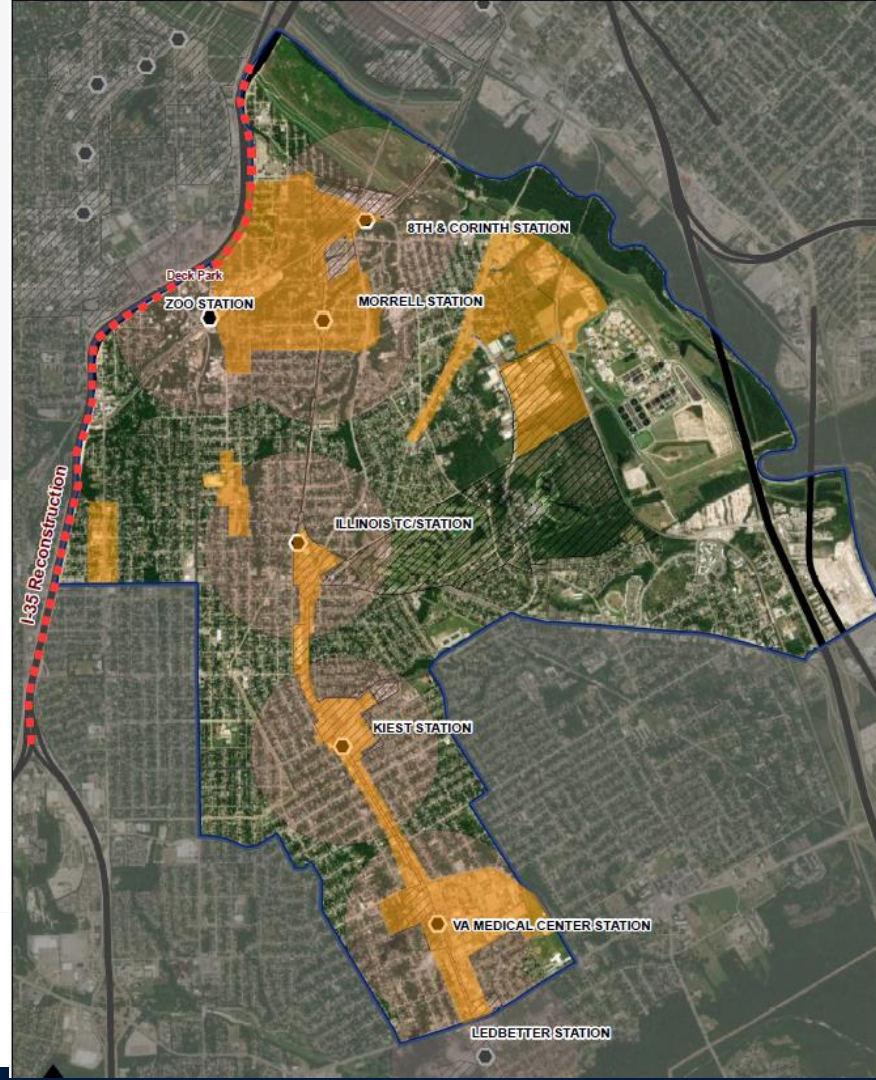 8TH & CORINTH STATION
Deck Park
ZOO STATION
MORRELL STATION
I-35 Reconstruction
ILLINOIS TC/STATION
KIEST STATION
VA MEDICAL CENTER STATION
LEDBETTER STATION